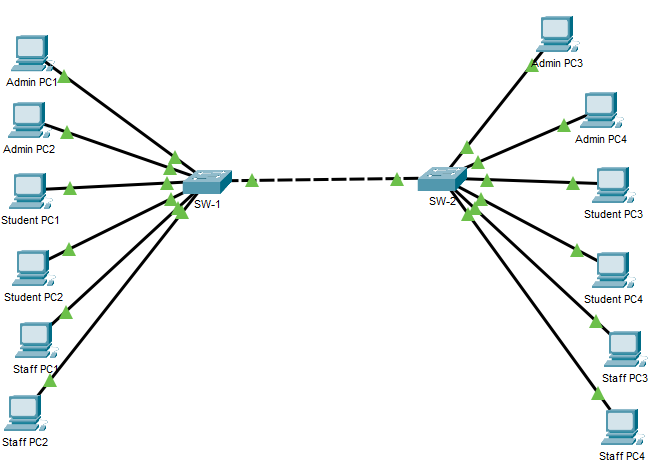 Admin PC1
Admin PC2
Student PC1
Student PC2
Staff PC1
Staff PC2
SW-1
SW-2
Admin PC3
Admin PC4
Student PC3
Student PC4
Staff PC3
Staff PC4